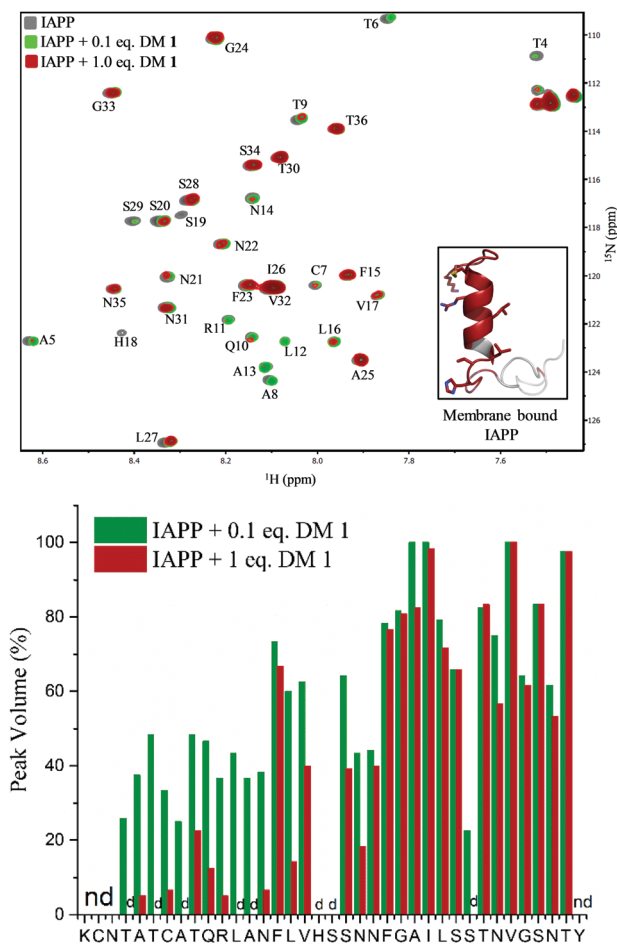 IAPP
IAPP + 0.1 eq. DM 1
IAPP + 1.0 eq. DM 1
T6
G24
T4
G33
T9
T36
S34
T30
S28
S29
S20
S19
N14
N22
N21
I26
C7
F15
F23
V32
V17
N35
N31
R11
H18
Q10
L12
L16
A5
A13
A8
A25
L27
110
112
114
116
118
120
122
124
126
15N (ppm)
8.6
8.4
8.2
8.0
7.8
7.6
1H (ppm)
Membrane bound
IAPP
IAPP + 0.1 eq. DM 1
IAPP + 1 eq. DM 1
Peak Volume (%)
100
80
60
40
20
0
nd
d
d
d
d
d
d
d
d
nd
KCNTATCATQRLANFLVHSSNNFGAILSSTNVGSNTY